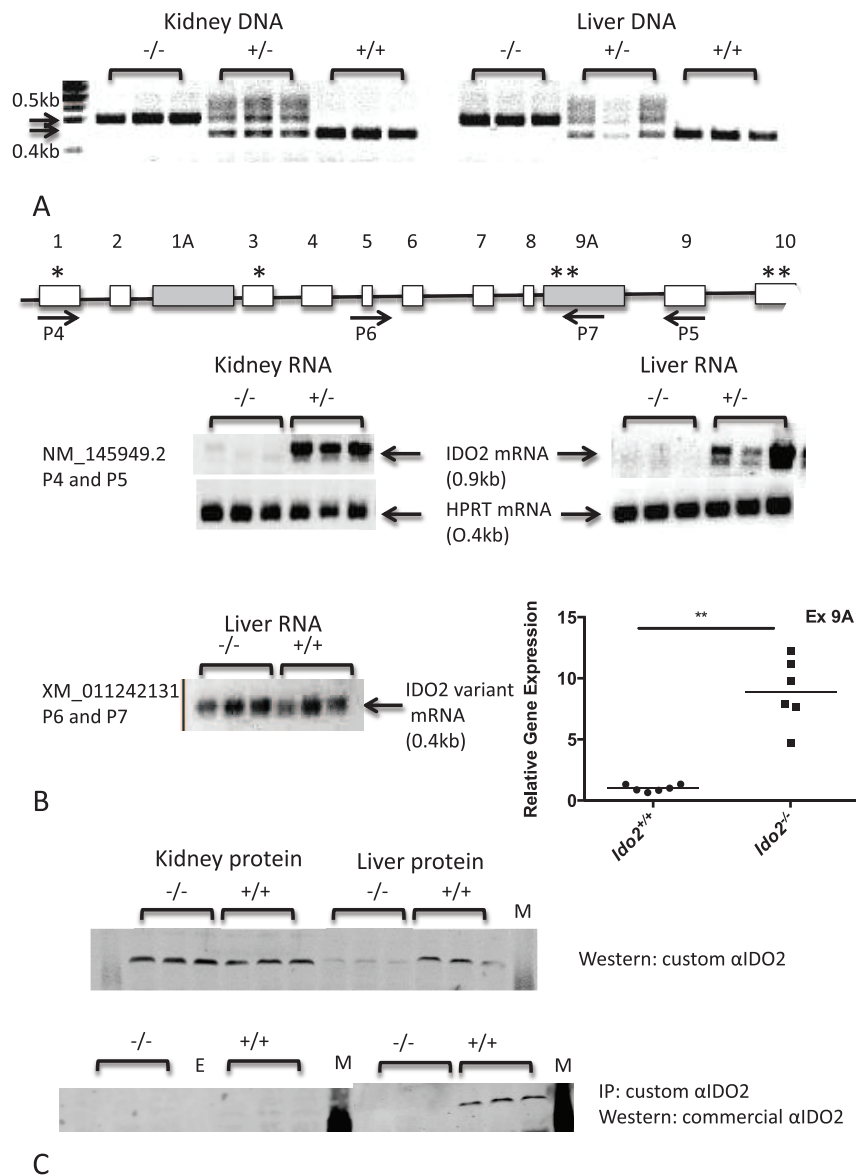 Kidney DNA
Liver DNA
-/-
+/-
+/+
-/-
+/-
+/+
0.5kb
0.4kb
A
1 2 1A 3 4 5 6 7 8 9A 9 10
* * ** **
P4 P6 P7 P5
Kidney RNA
Liver RNA
-/-
+/-
-/-
+/-
NM_145949.2
P4 and P5
IDO2 mRNA
(0.9kb)
HPRT mRNA
(O.4kb)
Liver RNA
-/-
+/+
XM_011242131
P6 and P7
IDO2 variant
mRNA
(0.4kb)
15
10
5
0
Relative Gene Expression
**
Ex 9A
Ido2+/+
Ido2-/-
B
Kidney protein
Liver protein
-/-
+/+
-/-
+/+
M
Western: custom αIDO2
-/-
E
+/+
M
-/-
+/+
M
IP: custom αIDO2
Western: commercial αIDO2
C